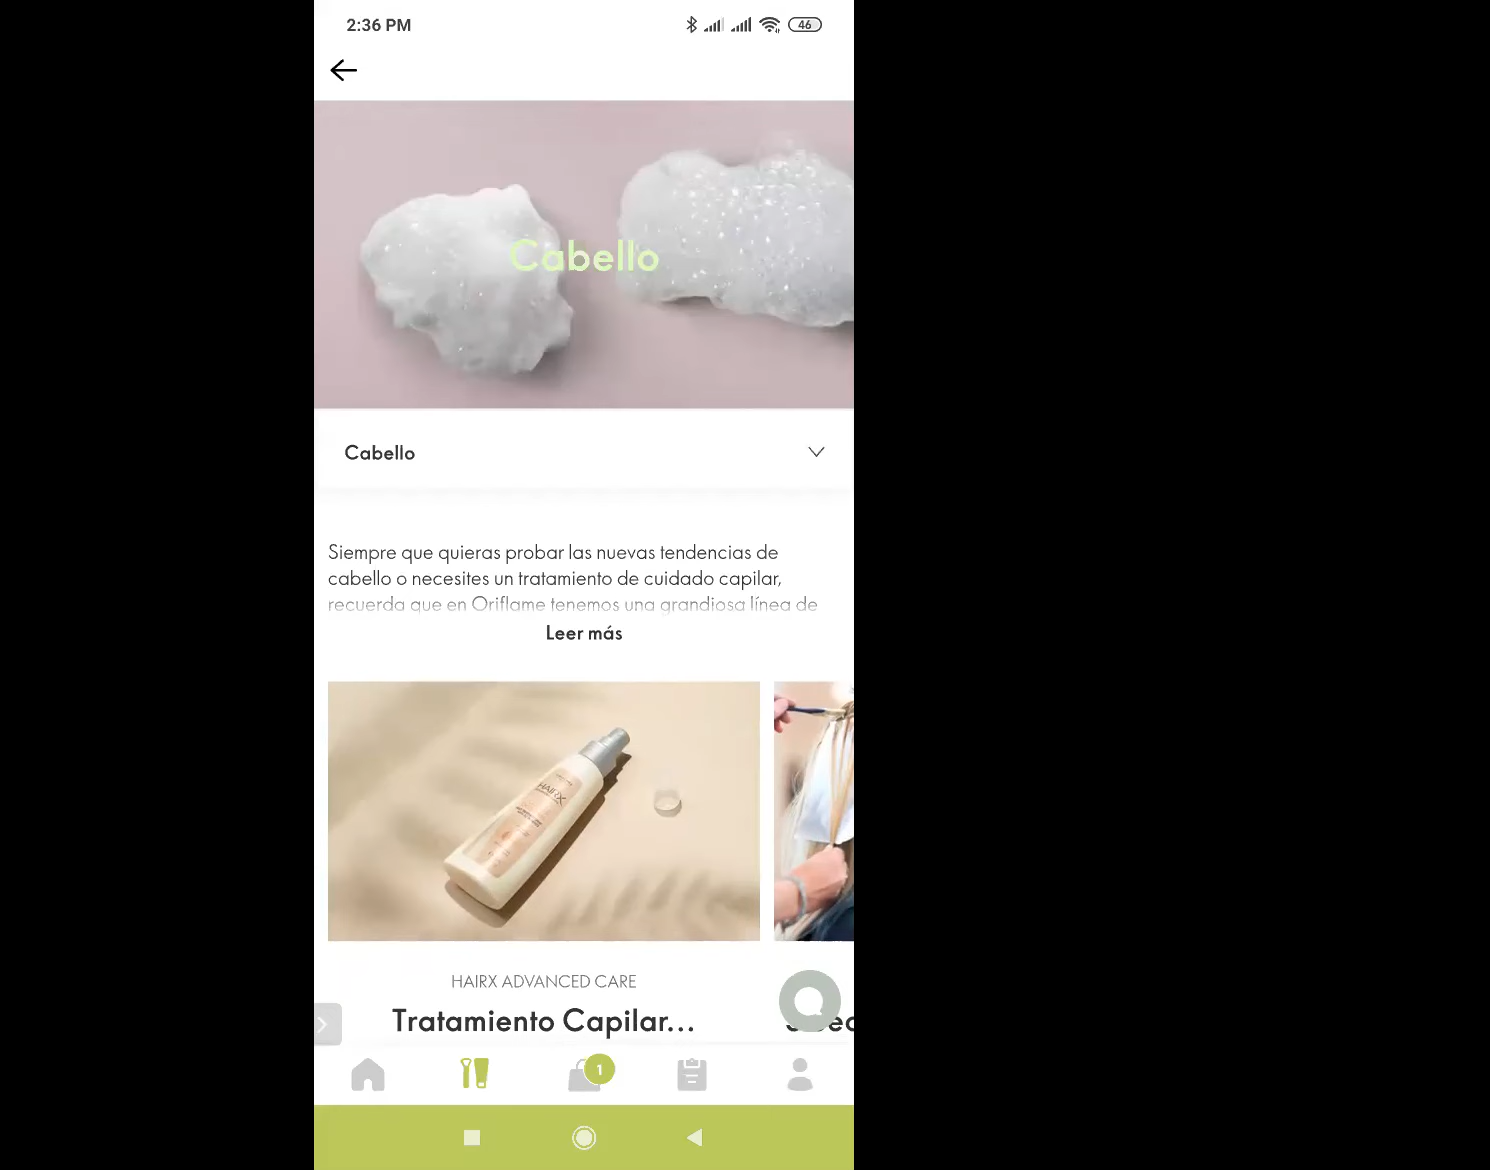 2:36 PM
46
Cabello
Cabello
Siempre que quieras probar las nuevas tendencias de
cabello o necesites un tratamiento de cuidado capilar,
recuerda que en Oriflame tenemos una grandiosa línea de
Leer más
HAIRX
HAIRX ADVANCED CARE
Tratamiento Capilar...
1